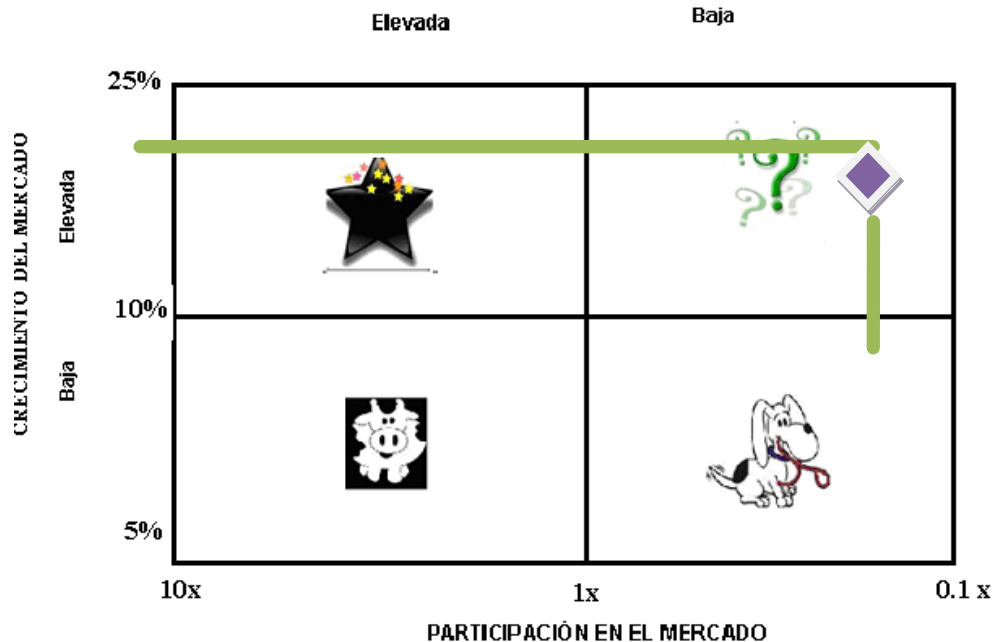 Elevada
Baja
25%
10%
5%
CRECIMIENTO DEL MERCADO
Elevada
Baja
10x
1x
0.1 x
PARTICIPACIÓN EN EL MERCADO